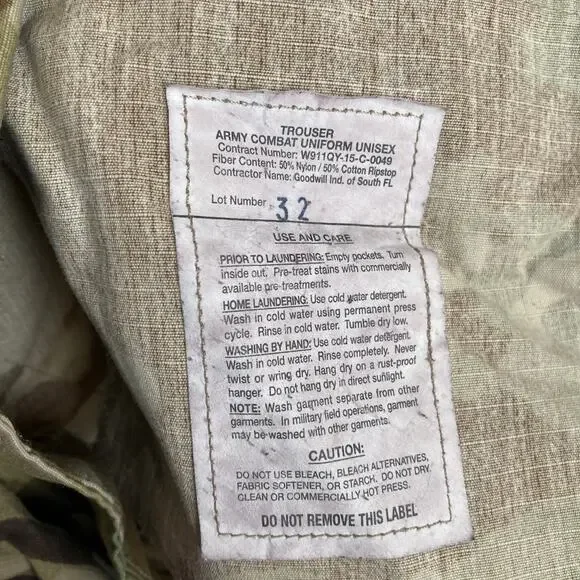 TROUSER
ARMY COMBAT UNIFORM UNISEX
Contract Number: W911QY-15-C-0049
Fiber Content: 50% Nylon / 50% Cotton Ripstop
Contractor Name: Goodwill Ind. of South FL
Lot Number 32
USE AND CARE
PRIOR TO LAUNDERING: Empty pockets. Turn
inside out. Pre-treat stains with commercially
available pre-treatments.
HOME LAUNDERING: Use cold water detergent.
Wash in cold water using permanent press
cycle. Rinse in cold water. Tumble dry low.
WASHING BY HAND: Use cold water detergent.
Wash in cold water. Rinse completely. Never
twist or wring dry. Hang dry on a rust-proof
hanger. Do not hang dry in direct sunlight.
NOTE: Wash garment separate from other
garments. In military field operations, garment
may be washed with other garments.
CAUTION:
DO NOT USE BLEACH, BLEACH ALTERNATIVES,
FABRIC SOFTENER, OR STARCH. DO NOT DRY
CLEAN OR COMMERCIALLY HOT PRESS.
DO NOT REMOVE THIS LABEL